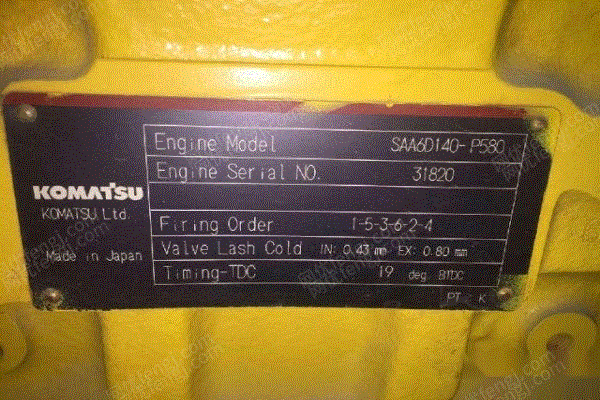 Engine Model SAA6D140-P580
Engine Serial NO. 31820
KOMATSU
KOMATSU Ltd.
Firing Order 1-5-3-6-2-4
Valve Lash Cold IN: 0.43 mm EX: 0.80 mm
Made in Japan
Timing-TDC 19 deg BTDC
PT K